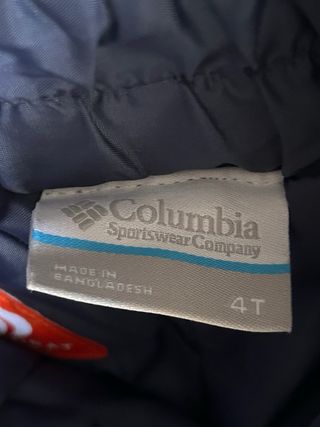 Columbia
Sportswear Company
MADE IN
BANGLADESH
4T